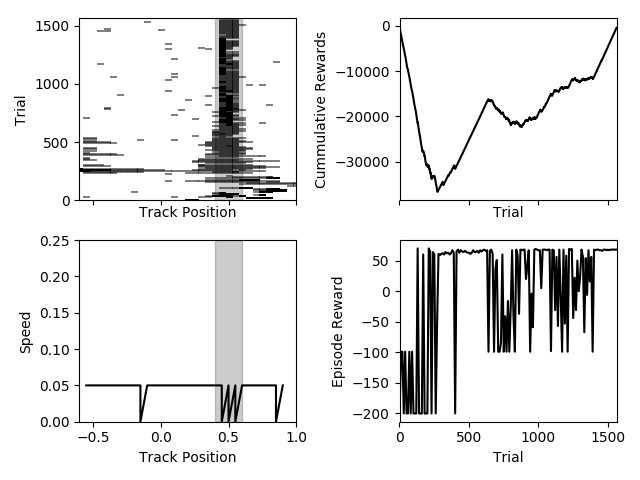 1500
1000
500
0
Trial
Track Position
0
−10000
−20000
−30000
Cummulative Rewards
Trial
0.25
0.20
0.15
0.10
0.05
0.00
Speed
−0.5 0.0 0.5 1.0
Track Position
50
0
−50
−100
−150
−200
Episode Reward
0 500 1000 1500
Trial